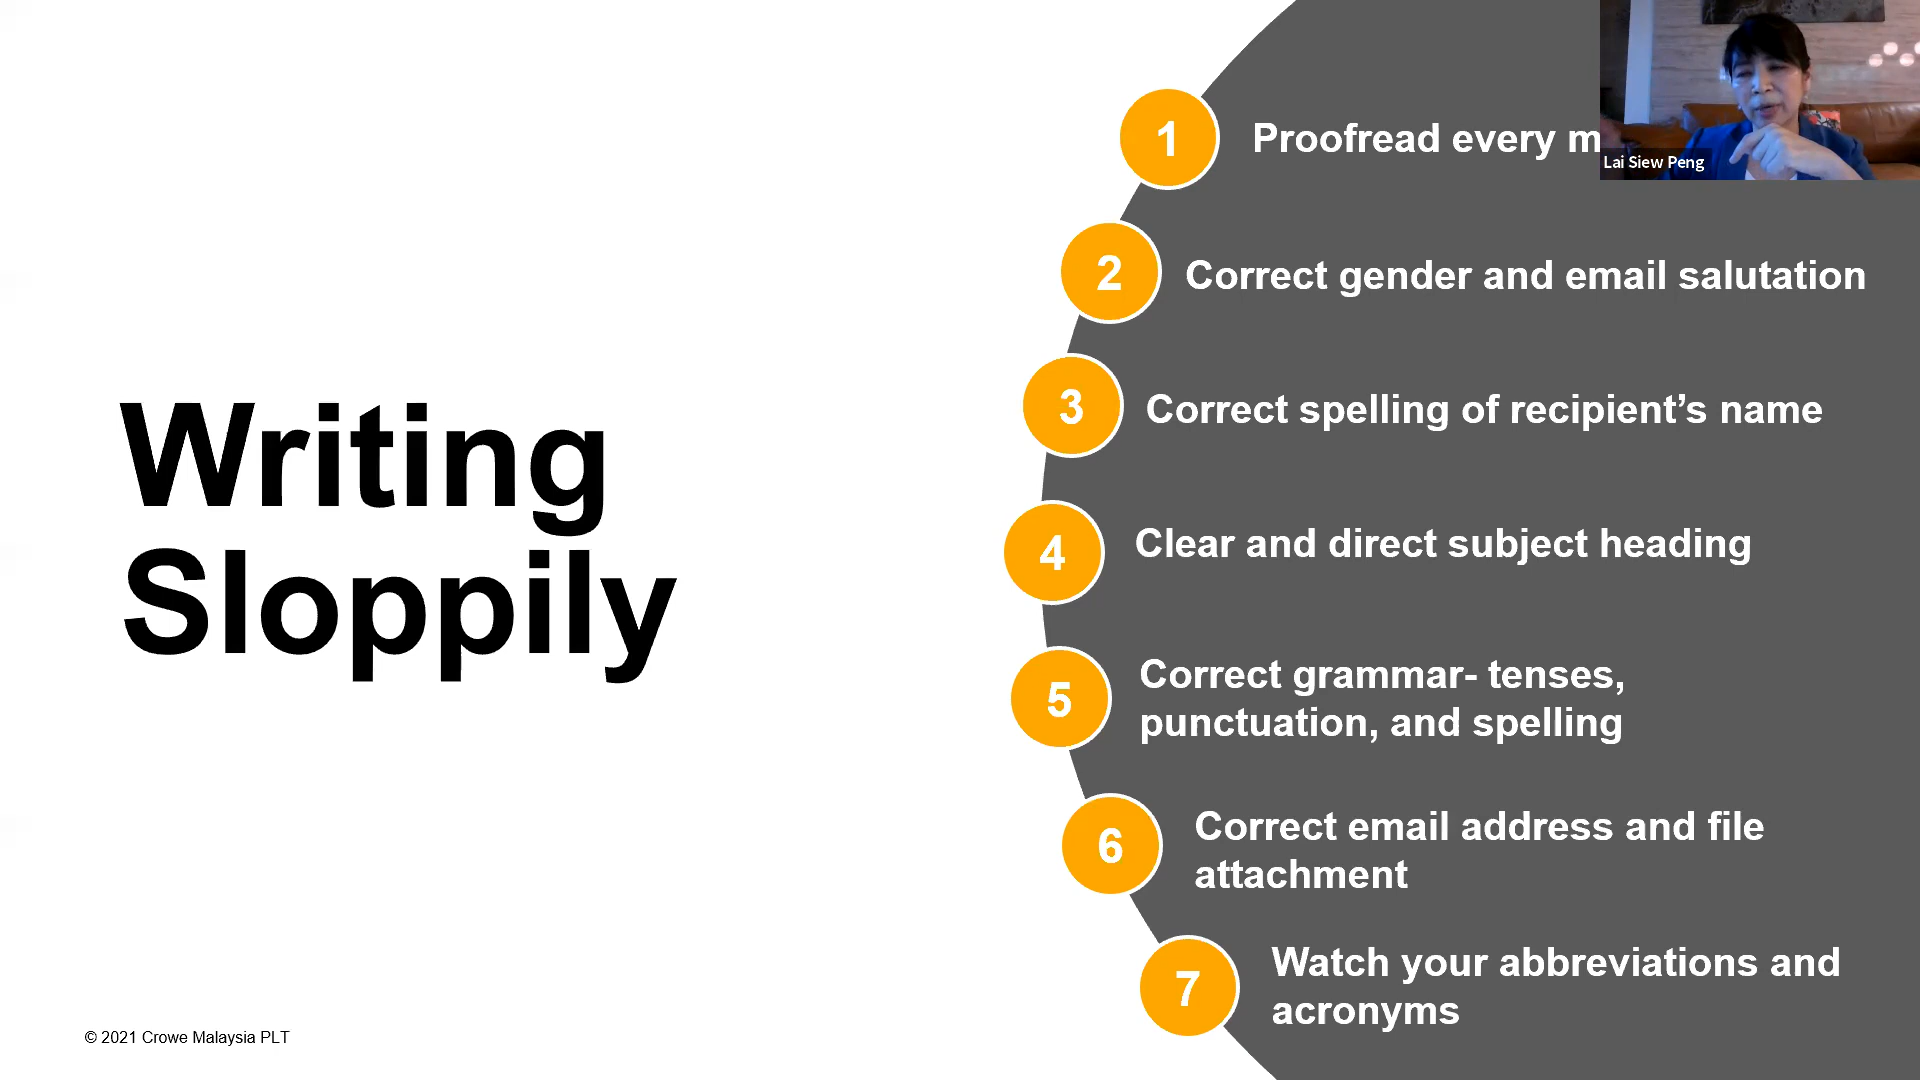 Writing
Sloppily
1
Proofread every
2
Correct gender and email salutation
3
Correct spelling of recipient’s name
4
Clear and direct subject heading
5
Correct grammar- tenses,
punctuation, and spelling
6
Correct email address and file
attachment
7
Watch your abbreviations and
acronyms
Lai Siew Peng
© 2021 Crowe Malaysia PLT